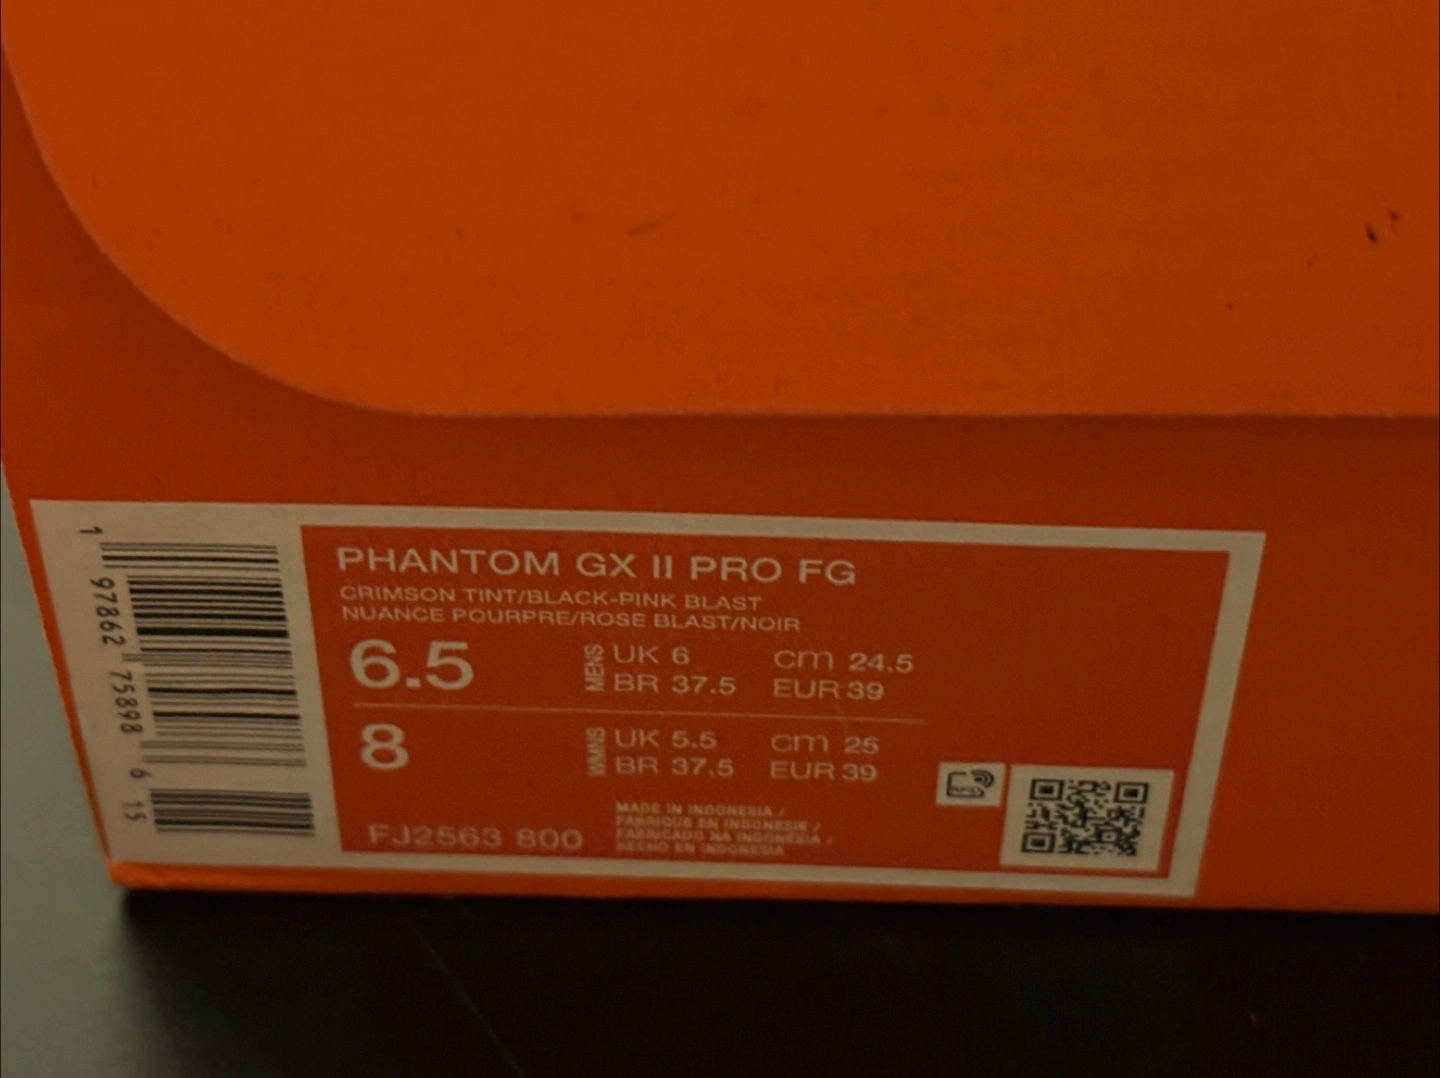 PHANTOM GX II PRO FG
CRIMSON TINT/BLACK-PINK BLAST
NUANCE POURPRE/ROSE BLAST/NOIR
6.5 MENS UK 6 cm 24.5
BR 37.5 EUR 39
8 WMNS UK 5.5 cm 25
BR 37.5 EUR 39
FJ2563 800
MADE IN INDONESIA /
FABRIQUE EN INDONESIE /
FABRICADO NA INDONÉSIA /
HECHO EN INDONESIA
1 97862 75898 6 15
RFID